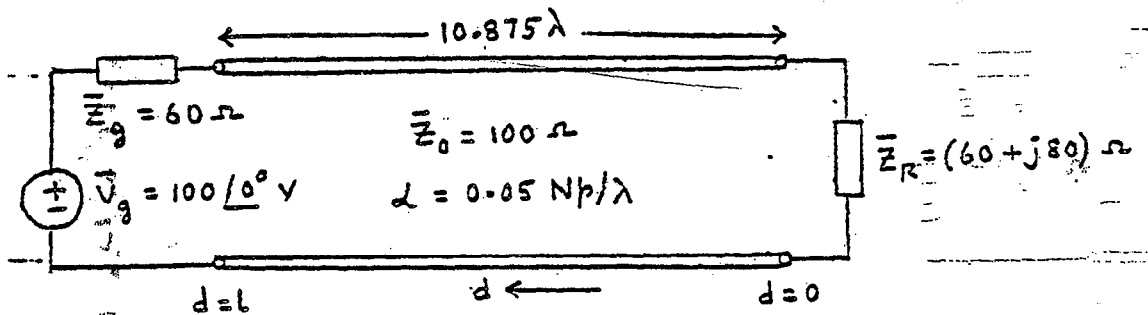 10.875λ
Z̄g = 60 Ω
Z̄0 = 100 Ω
Z̄R = (60 + j80) Ω
V̄g = 100 /0° V
α = 0.05 Np/λ
d=l
d ←
d=0